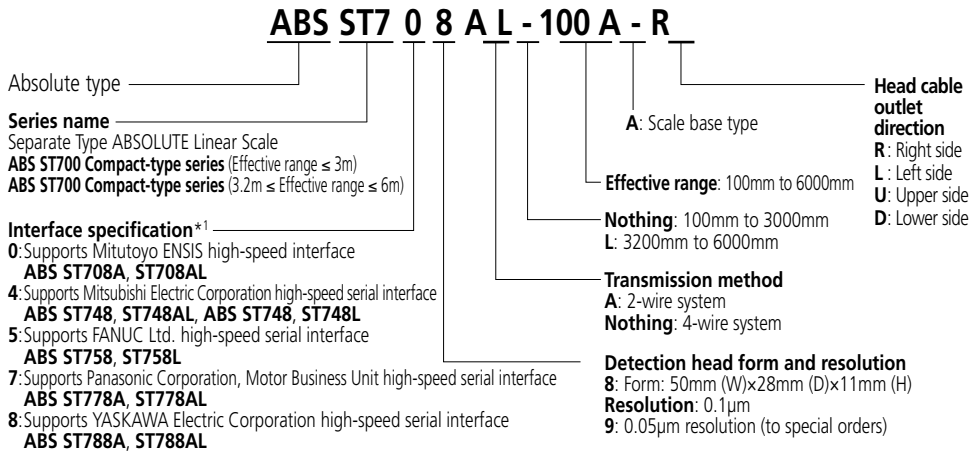 ABS ST7 0 8 A L - 100 A - R
Absolute type
Series name
Separate Type ABSOLUTE Linear Scale
ABS ST700 Compact-type series (Effective range ≤ 3m)
ABS ST700 Compact-type series (3.2m ≤ Effective range ≤ 6m)
Interface specification*1
0:Supports Mitutoyo ENSIS high-speed interface
ABS ST708A, ST708AL
4:Supports Mitsubishi Electric Corporation high-speed serial interface
ABS ST748, ST748AL, ABS ST748, ST748L
5:Supports FANUC Ltd. high-speed serial interface
ABS ST758, ST758L
7:Supports Panasonic Corporation, Motor Business Unit high-speed serial interface
ABS ST778A, ST778AL
8:Supports YASKAWA Electric Corporation high-speed serial interface
ABS ST788A, ST788AL
A: Scale base type
Effective range: 100mm to 6000mm
Nothing: 100mm to 3000mm
L: 3200mm to 6000mm
Transmission method
A: 2-wire system
Nothing: 4-wire system
Detection head form and resolution
8: Form: 50mm (W)×28mm (D)×11mm (H)
Resolution: 0.1μm
9: 0.05μm resolution (to special orders)
Head cable
outlet
direction
R: Right side
L : Left side
U: Upper side
D: Lower side